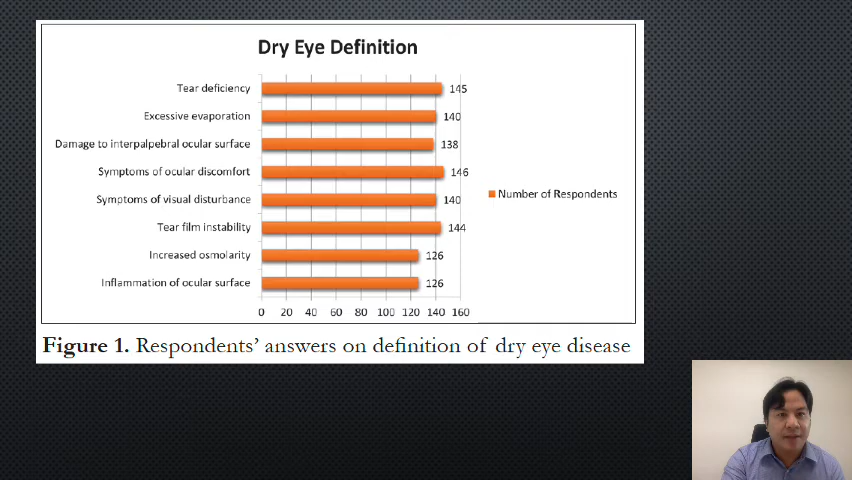 Dry Eye Definition
Tear deficiency 145
Excessive evaporation 140
Damage to interpalpebral ocular surface 138
Symptoms of ocular discomfort 146
Symptoms of visual disturbance 140
Number of Respondents
Tear film instability 144
Increased osmolarity 126
Inflammation of ocular surface 126
0 20 40 60 80 100 120 140 160
Figure 1. Respondents' answers on definition of dry eye disease